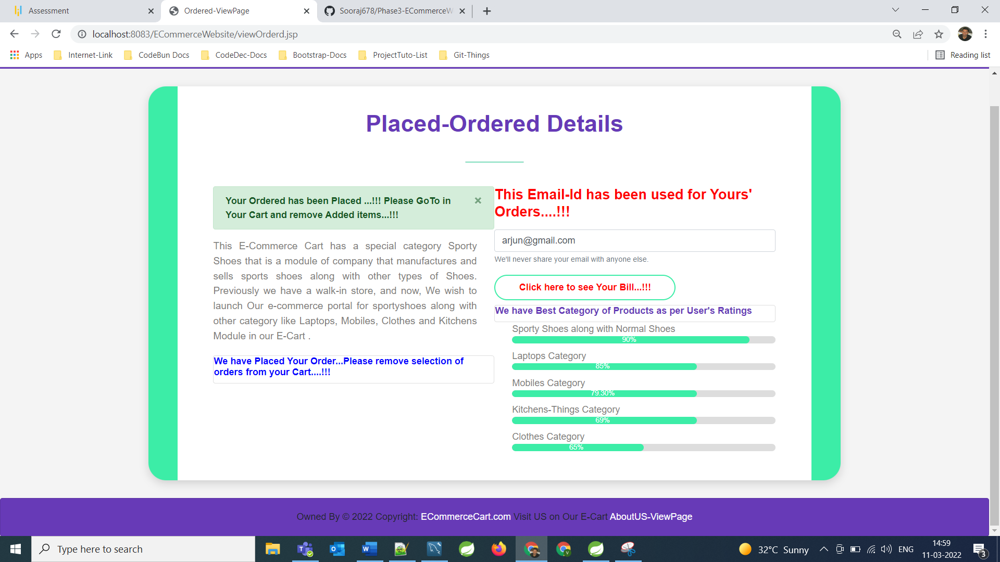 Assessment
Ordered-ViewPage
Sooraj678/Phase3-ECommerceW
localhost:8083/ECommerceWebsite/viewOrderd.jsp
Apps
Internet-Link
CodeBun Docs
CodeDec-Docs
Bootstrap-Docs
ProjectTuto-List
Git-Things
Reading list
Placed-Ordered Details
Your Ordered has been Placed ...!!! Please GoTo in
Your Cart and remove Added items...!!!
This E-Commerce Cart has a special category Sporty
Shoes that is a module of company that manufactures and
sells sports shoes along with other types of Shoes.
Previously we have a walk-in store, and now, We wish to
launch Our e-commerce portal for sportyshoes along with
other category like Laptops, Mobiles, Clothes and Kitchens
Module in our E-Cart .
We have Placed Your Order...Please remove selection of
orders from your Cart....!!!
This Email-Id has been used for Yours'
Orders....!!!
arjun@gmail.com
We'll never share your email with anyone else.
Click here to see Your Bill...!!!
We have Best Category of Products as per User's Ratings
Sporty Shoes along with Normal Shoes
90%
Laptops Category
85%
Mobiles Category
79.30%
Kitchens-Things Category
69%
Clothes Category
65%
Owned By © 2022 Copyright: ECommerceCart.com Visit US on Our E-Cart AboutUS-ViewPage
Type here to search
32°C Sunny
ENG
14:59
11-03-2022
3